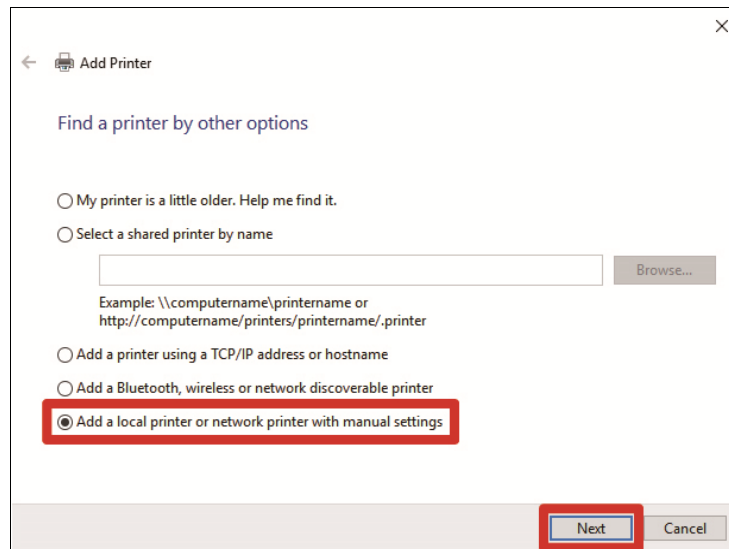 Add Printer
Find a printer by other options
My printer is a little older. Help me find it.
Select a shared printer by name
Browse...
Example: \\computername\printername or
http://computername/printers/printername/.printer
Add a printer using a TCP/IP address or hostname
Add a Bluetooth, wireless or network discoverable printer
Add a local printer or network printer with manual settings
Next
Cancel